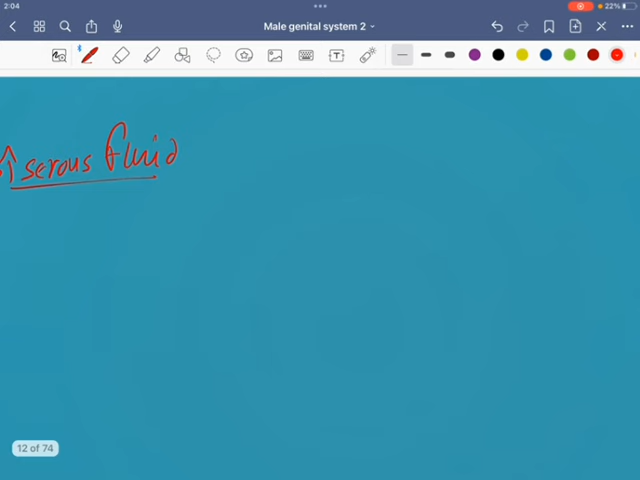 2:04
22%
Male genital system 2
T
↑ serous fluid
12 of 74